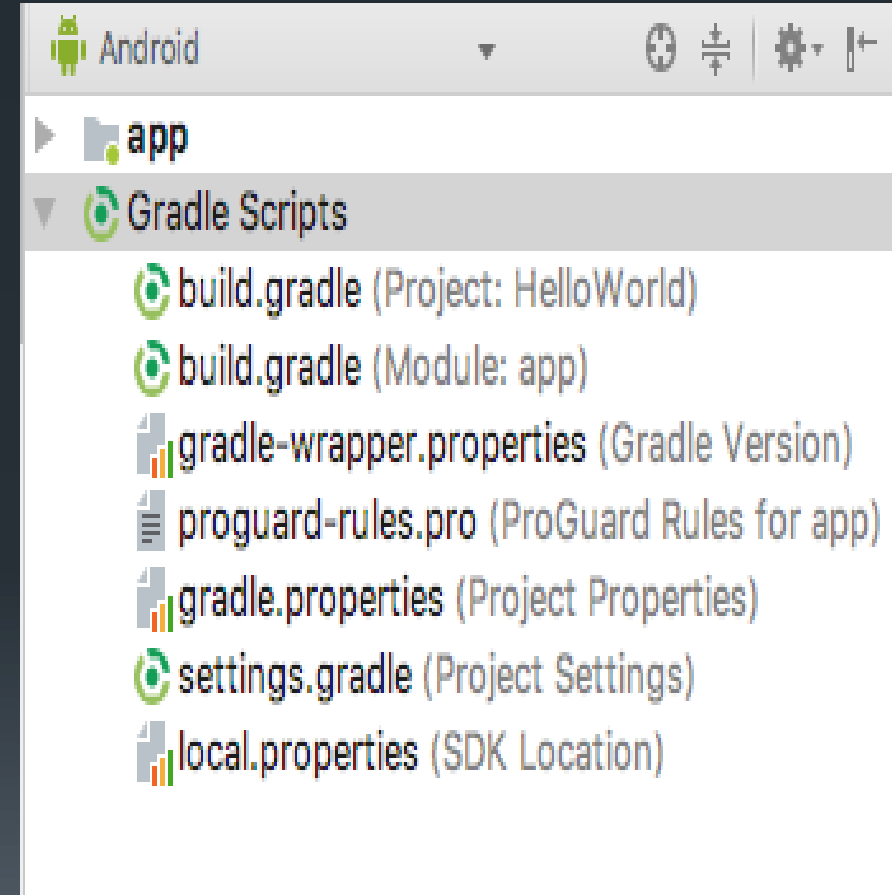 Android
app
Gradle Scripts
build.gradle (Project: HelloWorld)
build.gradle (Module: app)
gradle-wrapper.properties (Gradle Version)
proguard-rules.pro (ProGuard Rules for app)
gradle.properties (Project Properties)
settings.gradle (Project Settings)
local.properties (SDK Location)